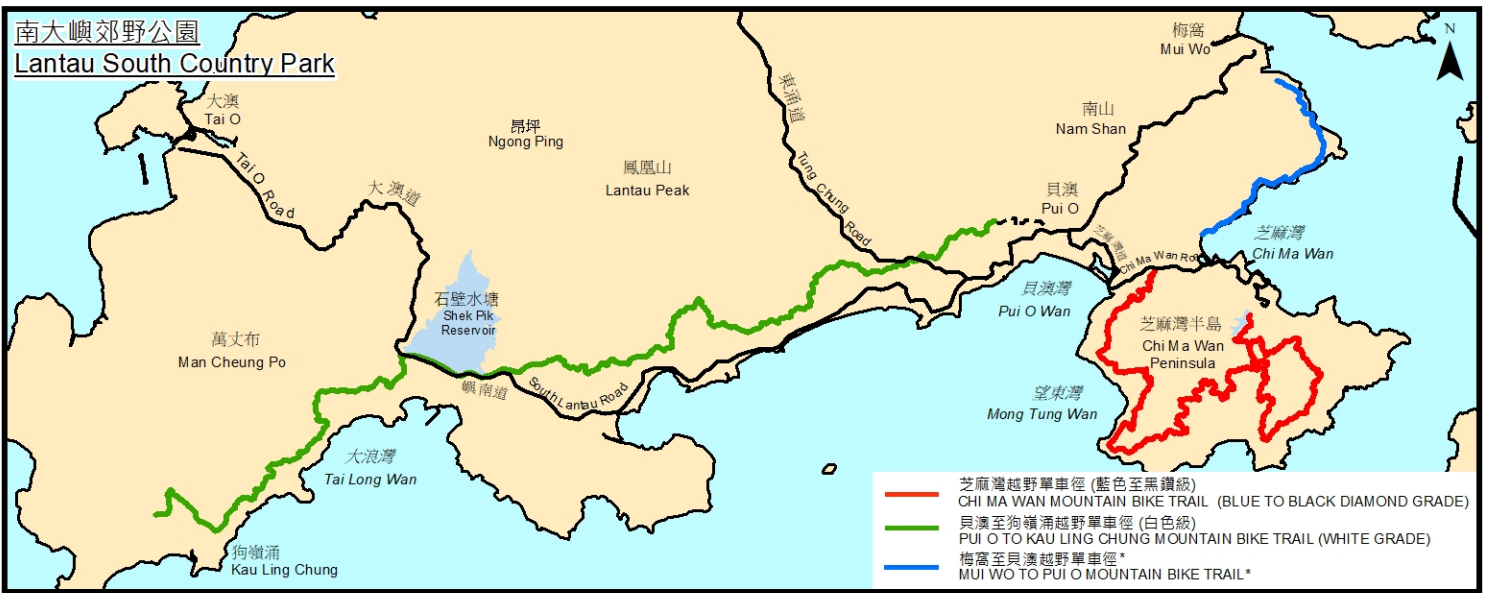 南大嶼郊野公園
Lantau South Country Park
梅窩
Mui Wo
N
大澳
Tai O
東涌道
Tung Chung Road
南山
Nam Shan
昂坪
Ngong Ping
鳳凰山
Lantau Peak
Tai O Road
大澳道
貝澳
Pui O
芝麻灣道
Chi Ma Wan Roa
芝麻灣
Chi Ma Wan
石壁水塘
Shek Pik
Reservoir
貝澳灣
Pui O Wan
萬丈布
Man Cheung Po
芝麻灣半島
Chi Ma Wan
Peninsula
嶼南道
South Lantau Road
望東灣
Mong Tung Wan
大浪灣
Tai Long Wan
狗嶺涌
Kau Ling Chung
芝麻灣越野單車徑 (藍色至黑鑽級)
CHI MA WAN MOUNTAIN BIKE TRAIL (BLUE TO BLACK DIAMOND GRADE)
貝澳至狗嶺涌越野單車徑 (白色級)
PUI O TO KAU LING CHUNG MOUNTAIN BIKE TRAIL (WHITE GRADE)
梅窩至貝澳越野單車徑*
MUI WO TO PUI O MOUNTAIN BIKE TRAIL*